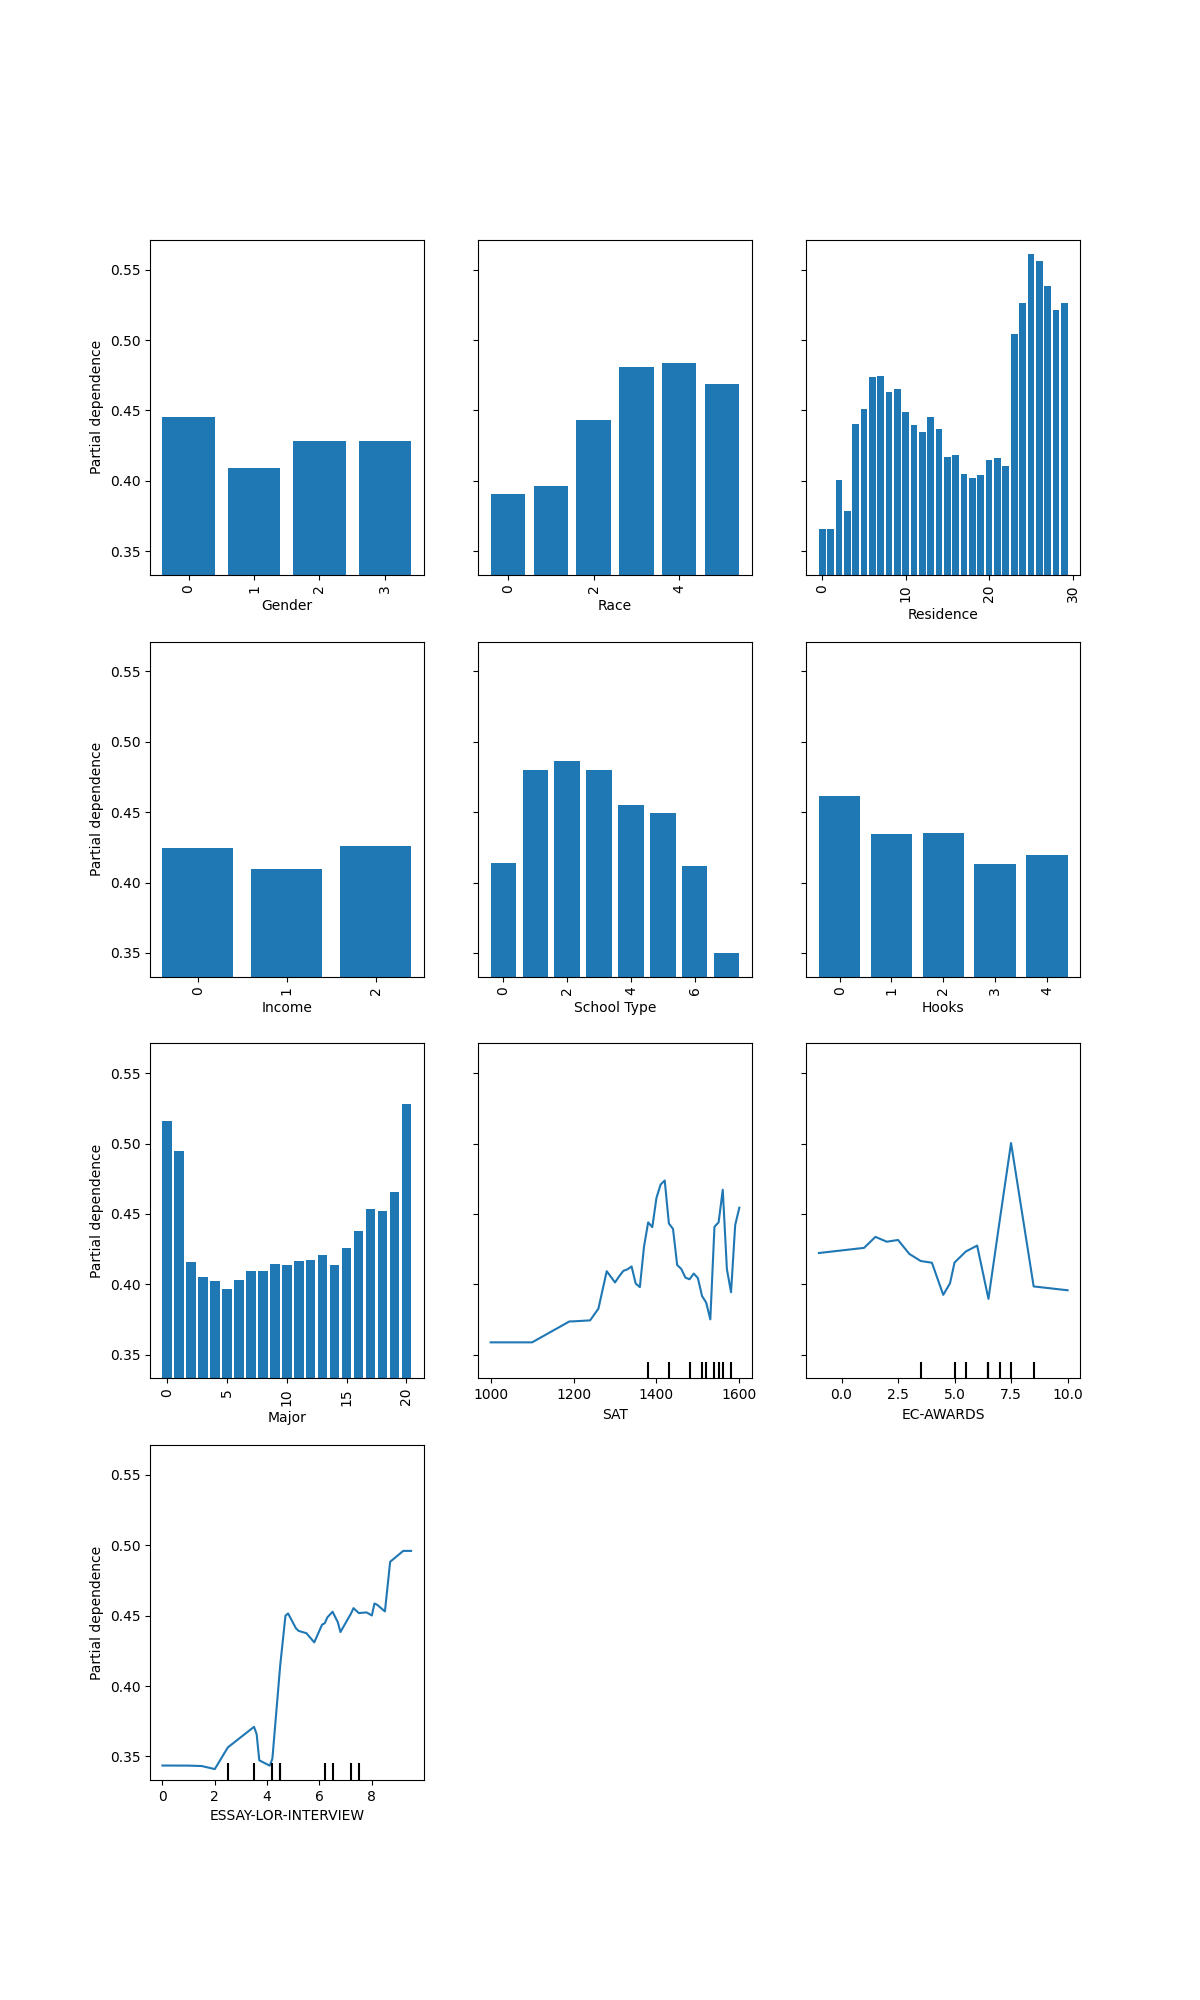 0.55
0.50
0.45
0.40
0.35
Partial dependence
0 1 2 3
Gender
0 2 4
Race
0 10 20 30
Residence
0.55
0.50
0.45
0.40
0.35
Partial dependence
0 1 2
Income
0 2 4 6
School Type
0 1 2 3 4
Hooks
0.55
0.50
0.45
0.40
0.35
Partial dependence
0 5 10 15 20
Major
1000 1200 1400 1600
SAT
0.0 2.5 5.0 7.5 10.0
EC-AWARDS
0.55
0.50
0.45
0.40
0.35
Partial dependence
0 2 4 6 8
ESSAY-LOR-INTERVIEW